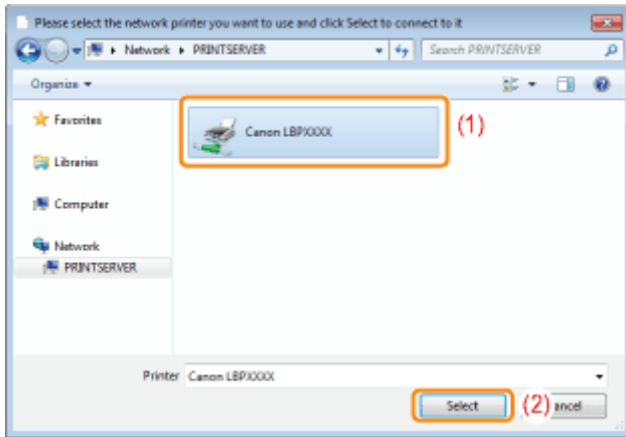 Please select the network printer you want to use and click Select to connect to it
Network ▸ PRINTSERVER
Search PRINTSERVER
Organize
Favorites
Canon LBPXXXX
(1)
Libraries
Computer
Network
PRINTSERVER
Printer Canon LBPXXXX
Select
(2)
ancel